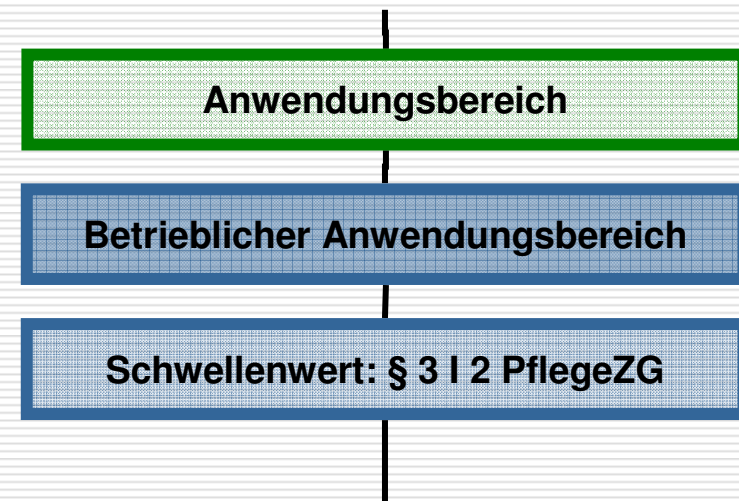 Anwendungsbereich
Betrieblicher Anwendungsbereich
Schwellenwert: § 3 I 2 PflegeZG